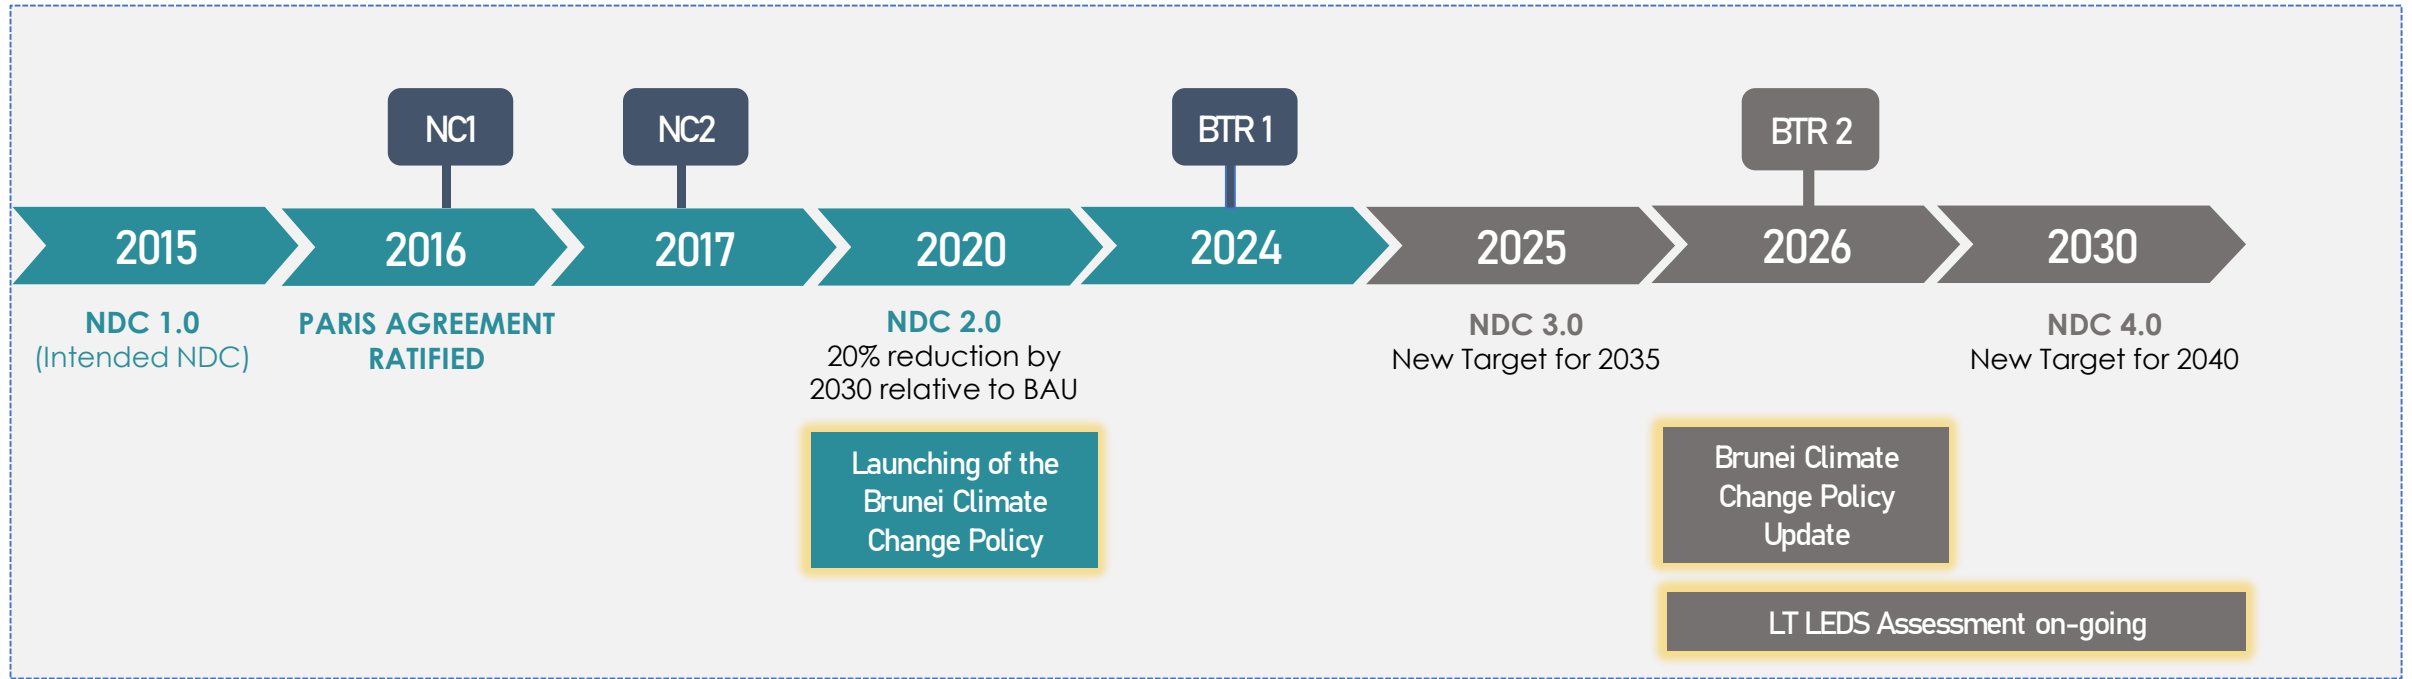 NC1
NC2
BTR 1
BTR 2
2015
2016
2017
2020
2024
2025
2026
2030
NDC 1.0
(Intended NDC)
PARIS AGREEMENT
RATIFIED
NDC 2.0
20% reduction by
2030 relative to BAU
NDC 3.0
New Target for 2035
NDC 4.0
New Target for 2040
Launching of the
Brunei Climate
Change Policy
Brunei Climate
Change Policy
Update
LT LEDS Assessment on-going